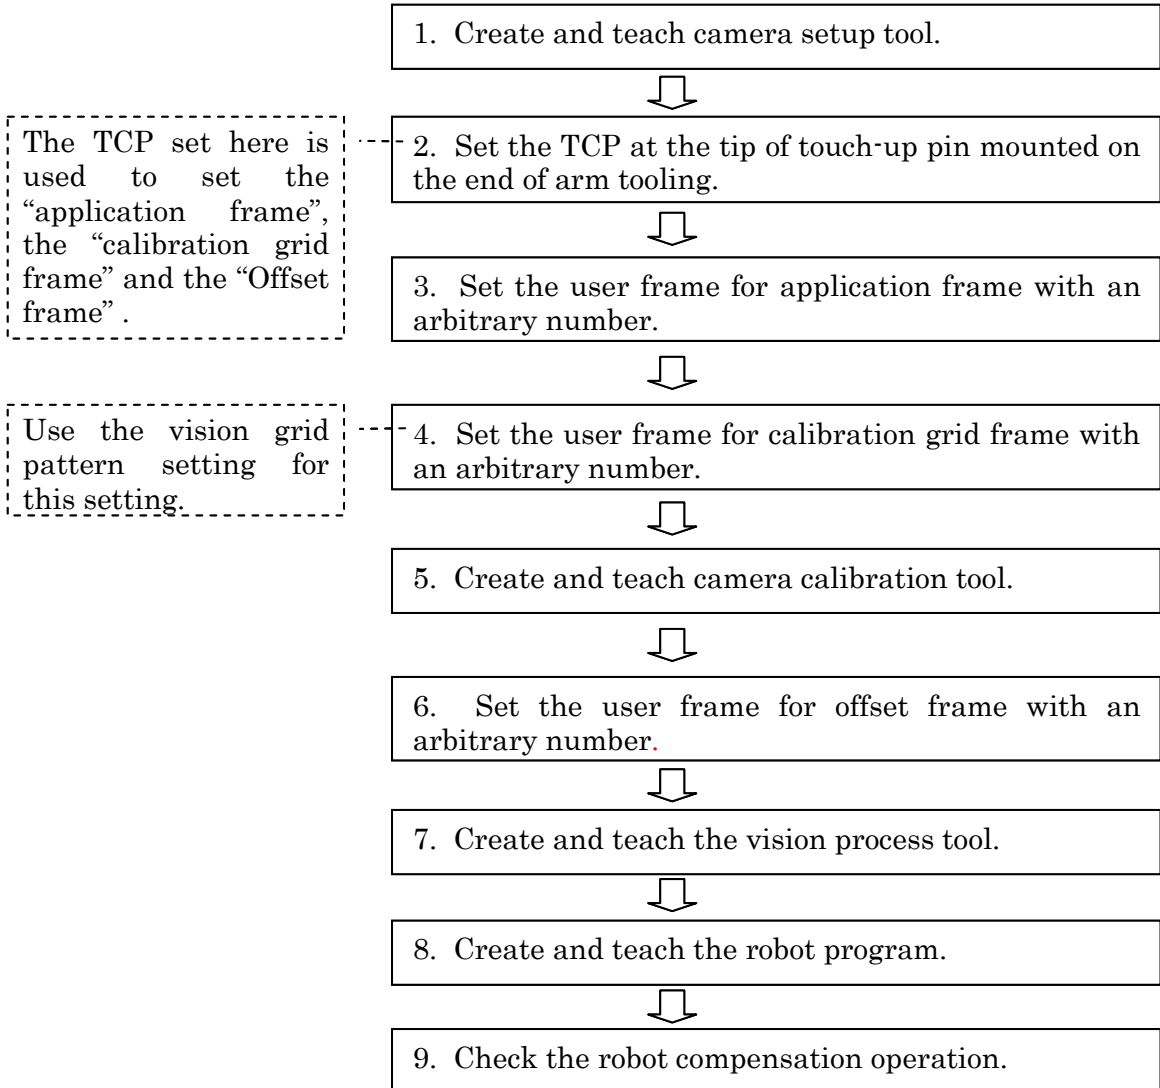 1. Create and teach camera setup tool.
The TCP set here is
used to set the
“application frame”,
the “calibration grid
frame” and the “Offset
frame” .
2. Set the TCP at the tip of touch-up pin mounted on
the end of arm tooling.
3. Set the user frame for application frame with an
arbitrary number.
Use the vision grid
pattern setting for
this setting.
4. Set the user frame for calibration grid frame with
an arbitrary number.
5. Create and teach camera calibration tool.
6. Set the user frame for offset frame with an
arbitrary number.
7. Create and teach the vision process tool.
8. Create and teach the robot program.
9. Check the robot compensation operation.